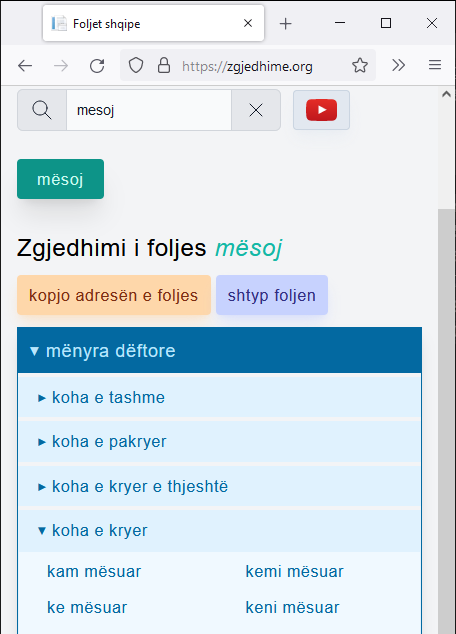 Foljet shqipe
https://zgjedhime.org
mesoj
mësoj
Zgjedhimi i foljes mësoj
kopjo adresën e foljes shtyp foljen
▾ mënyra dëftore
▸ koha e tashme
▸ koha e pakryer
▸ koha e kryer e thjeshtë
▾ koha e kryer
kam mësuar kemi mësuar
ke mësuar keni mësuar